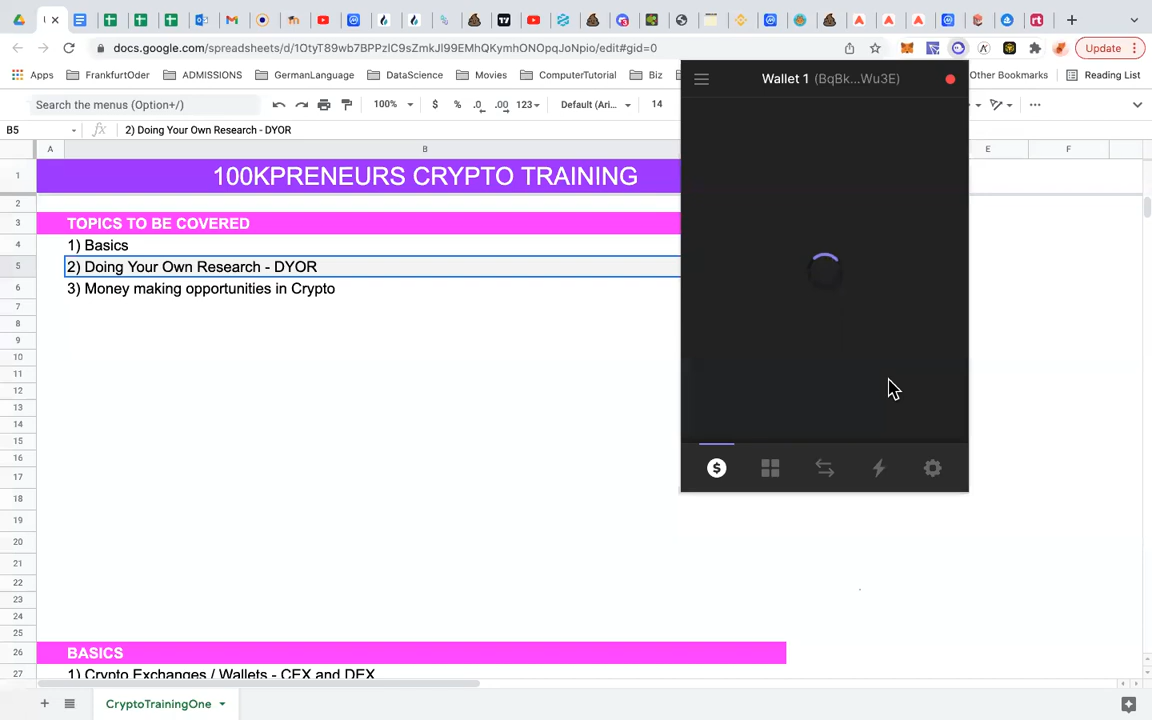 docs.google.com/spreadsheets/d/1OtyT89wb7BPPzlC9sZmkJl99EMhQKymhONOpqJoNpio/edit#gid=0
Update
Apps
FrankfurtOder
ADMISSIONS
GermanLanguage
DataScience
Movies
ComputerTutorial
Biz
Other Bookmarks
Reading List
Search the menus (Option+/)
100%
$
%
.0
.00
123
Default (Ari...
14
B5
fx
2) Doing Your Own Research - DYOR
Wallet 1 (BqBk...Wu3E)
A
B
E
F
1
100KPRENEURS CRYPTO TRAINING
2
3
TOPICS TO BE COVERED
4
1) Basics
5
2) Doing Your Own Research - DYOR
6
3) Money making opportunities in Crypto
7
8
9
10
11
12
13
14
15
16
17
18
19
20
21
22
23
24
25
26
BASICS
27
1) Crypto Exchanges / Wallets - CEX and DEX
CryptoTrainingOne